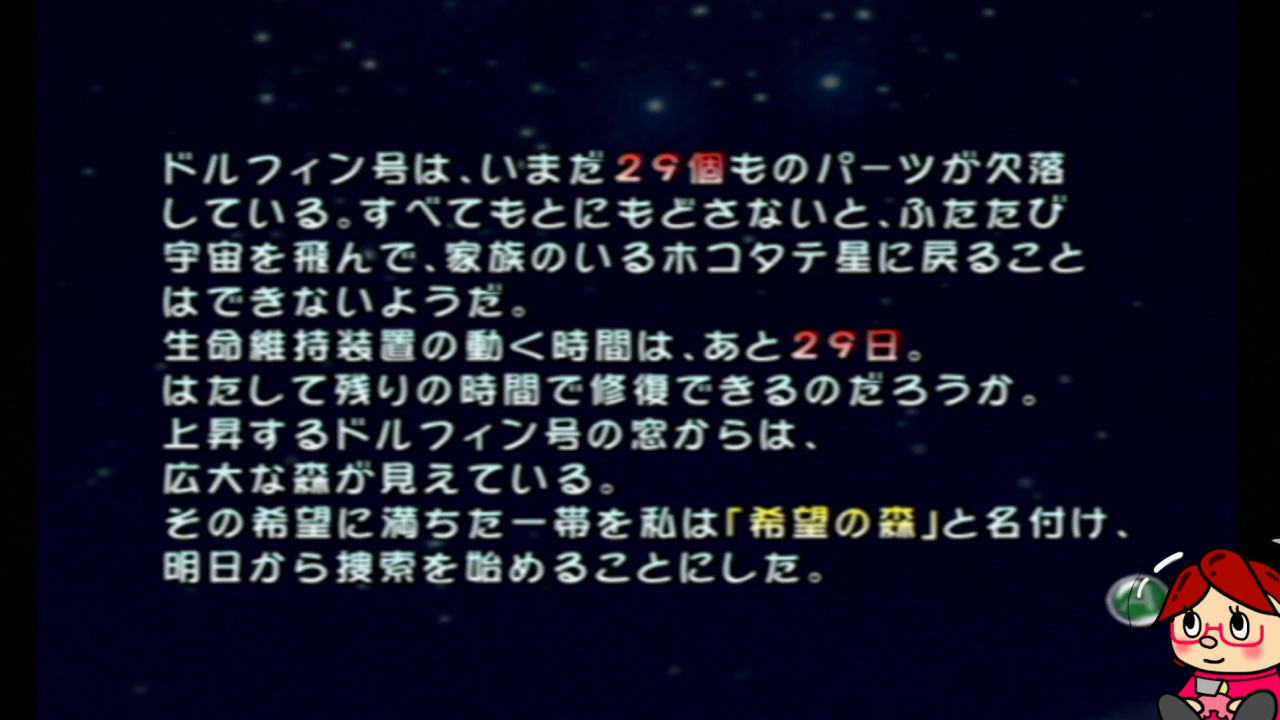 ドルフィン号は、いまだ29個ものパーツが欠落
している。すべてもとにもどさないと、ふたたび
宇宙を飛んで、家族のいるホコタテ星に戻ること
はできないようだ。
生命維持装置の動く時間は、あと29日。
はたして残りの時間で修復できるのだろうか。
上昇するドルフィン号の窓からは、
広大な森が見えている。
その希望に満ちた一帯を私は「希望の森」と名付け、
明日から捜索を始めることにした。
A